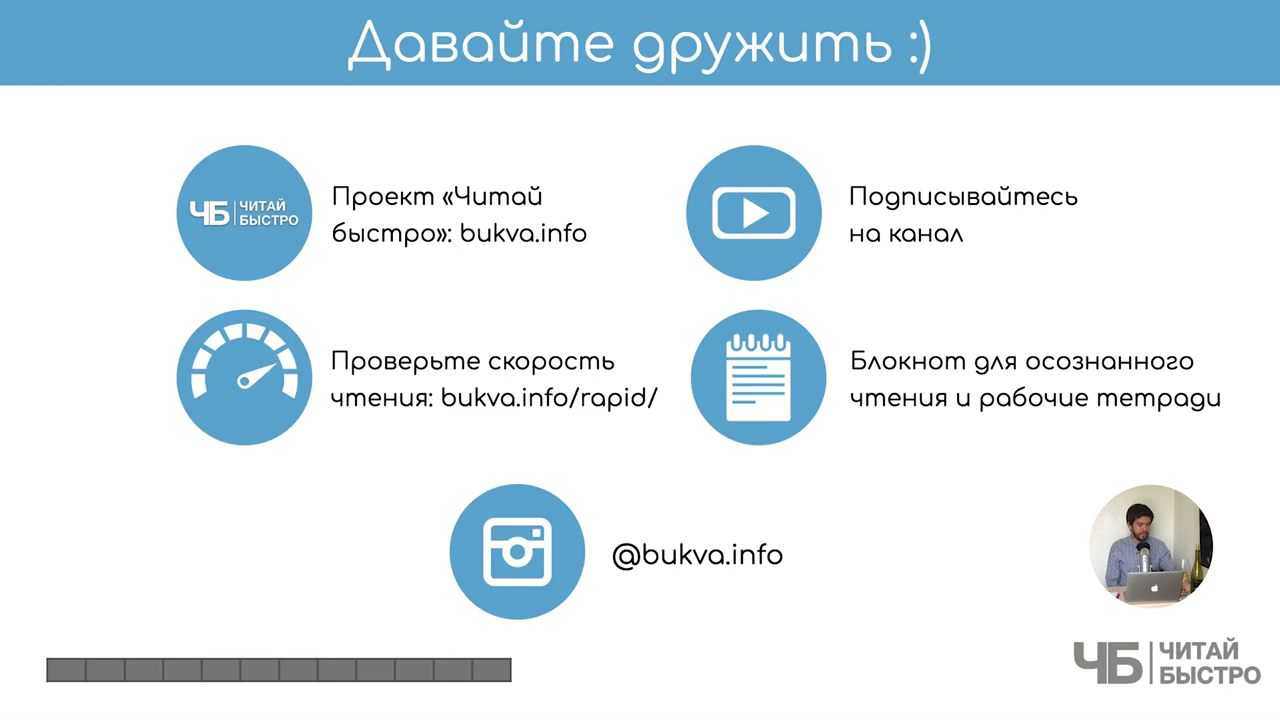 Давайте дружить :)
ЧБ ЧИТАЙ
БЫСТРО
Проект «Читай
быстро»: bukva.info
Подписывайтесь
на канал
Проверьте скорость
чтения: bukva.info/rapid/
Блокнот для осознанного
чтения и рабочие тетради
@bukva.info
ЧБ ЧИТАЙ
БЫСТРО